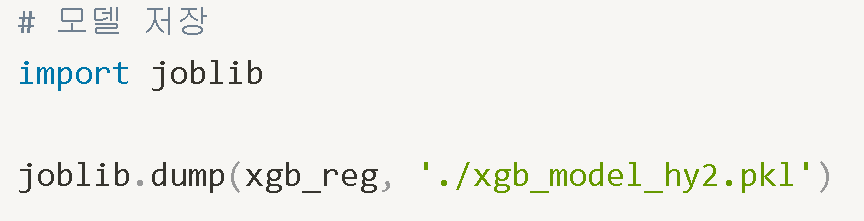 # 모델 저장
import joblib
joblib.dump(xgb_reg, './xgb_model_hy2.pkl')